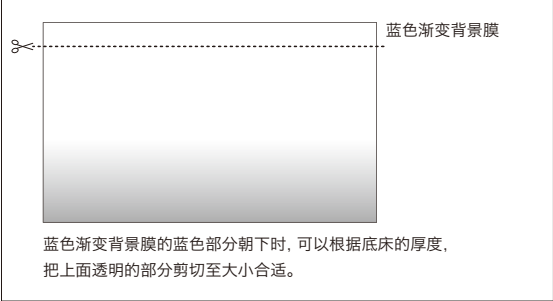 蓝色渐变背景膜
蓝色渐变背景膜的蓝色部分朝下时, 可以根据底床的厚度,
把上面透明的部分剪切至大小合适。